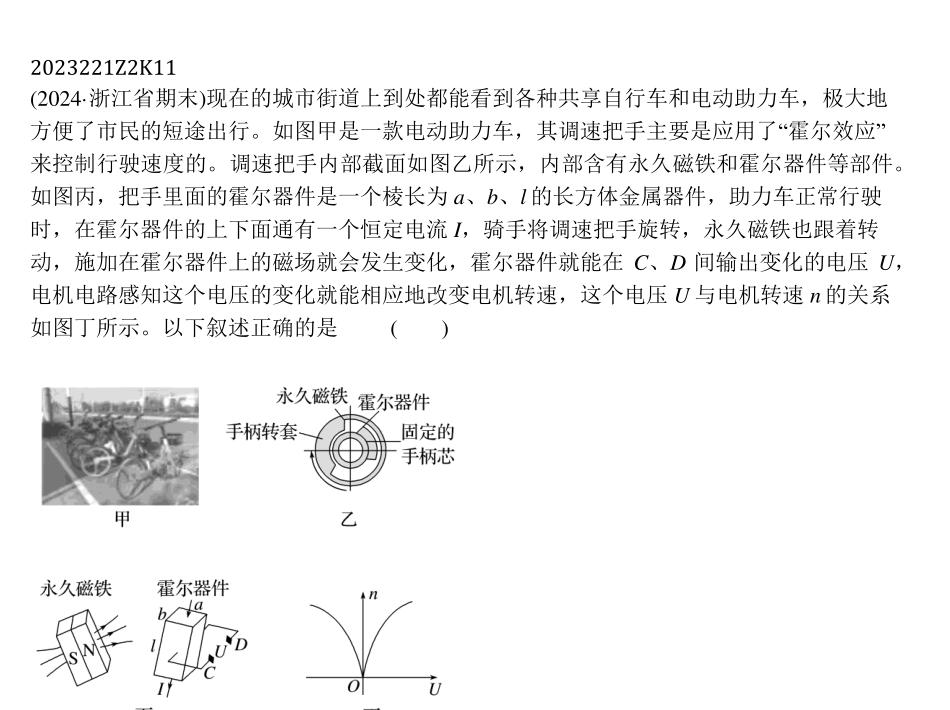 2023221Z2K11
(2024·浙江省期末)现在的城市街道上到处都能看到各种共享自行车和电动助力车，极大地
方便了市民的短途出行。如图甲是一款电动助力车，其调速把手主要是应用了“霍尔效应”
来控制行驶速度的。调速把手内部截面如图乙所示，内部含有永久磁铁和霍尔器件等部件。
如图丙，把手里面的霍尔器件是一个棱长为 a、b、l 的长方体金属器件，助力车正常行驶
时，在霍尔器件的上下面通有一个恒定电流 I，骑手将调速把手旋转，永久磁铁也跟着转
动，施加在霍尔器件上的磁场就会发生变化，霍尔器件就能在 C、D 间输出变化的电压 U，
电机电路感知这个电压的变化就能相应地改变电机转速，这个电压 U 与电机转速 n 的关系
如图丁所示。以下叙述正确的是 ( )
永久磁铁 霍尔器件
手柄转套 固定的
手柄芯
甲 乙
永久磁铁 霍尔器件
b a
l
S N
U D
C
I
n
O U